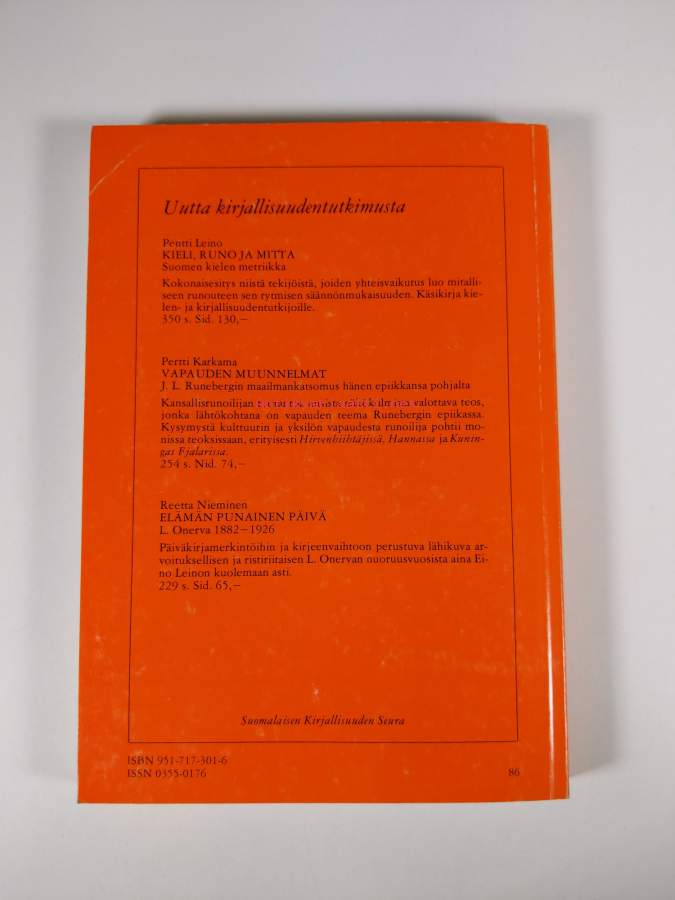 Uutta kirjallisuudentutkimusta
Pentti Leino
KIELI, RUNO JA MITTA
Suomen kielen metriikka
Kokonaisesitys niistä tekijöistä, joiden yhteisvaikutus luo mitalli-
seen runouteen sen rytmisen säännönmukaisuuden. Käsikirja kie-
len- ja kirjallisuudentutkijoille.
350 s. Sid. 130,—
Pertti Karkama
VAPAUDEN MUUNNELMAT
J. L. Runebergin maailmankatsomus hänen epiikkansa pohjalta
Kansallisrunoilijan valottava teos,
jonka lähtökohtana on vapauden teema Runebergin epiikassa.
Kysymystä kulttuurin ja yksilön vapaudesta runoilija pohtii mo-
nissa teoksissaan, erityisesti Hirvenhiihtäjissä, Hannassa ja Kunin-
gas Fjalarissa.
254 s. Nid. 74,—
Reetta Nieminen
ELÄMÄN PUNAINEN PÄIVÄ
L. Onerva 1882—1926
Päiväkirjamerkintöihin ja kirjeenvaihtoon perustuva lähikuva ar-
voituksellisen ja ristiriitaisen L. Onervan nuoruusvuosista aina Ei-
no Leinon kuolemaan asti.
229 s. Sid. 65,—
Suomalaisen Kirjallisuuden Seura
ISBN 951-717-301-6
ISSN 0355-0176
86